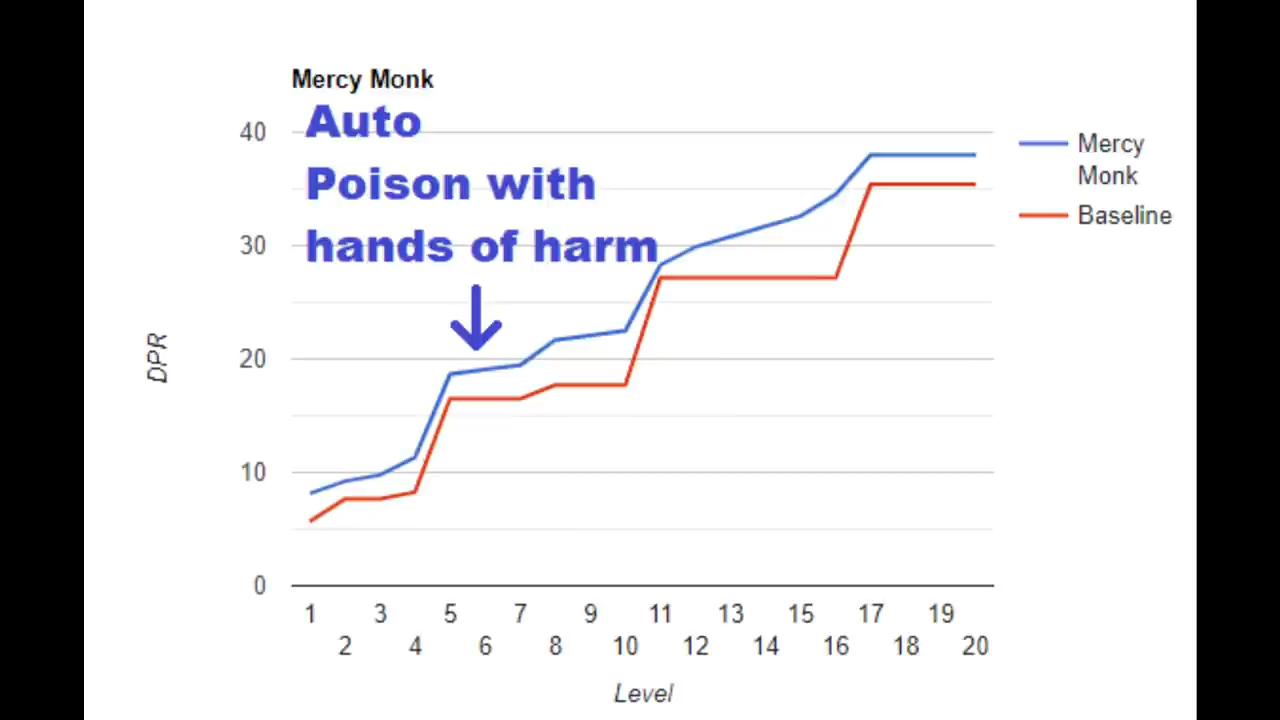 Mercy Monk
Auto
Poison with
hands of harm
40
30
20
10
0
DPR
1 3 5 7 9 11 13 15 17 19
2 4 6 8 10 12 14 16 18 20
Level
Mercy
Monk
Baseline